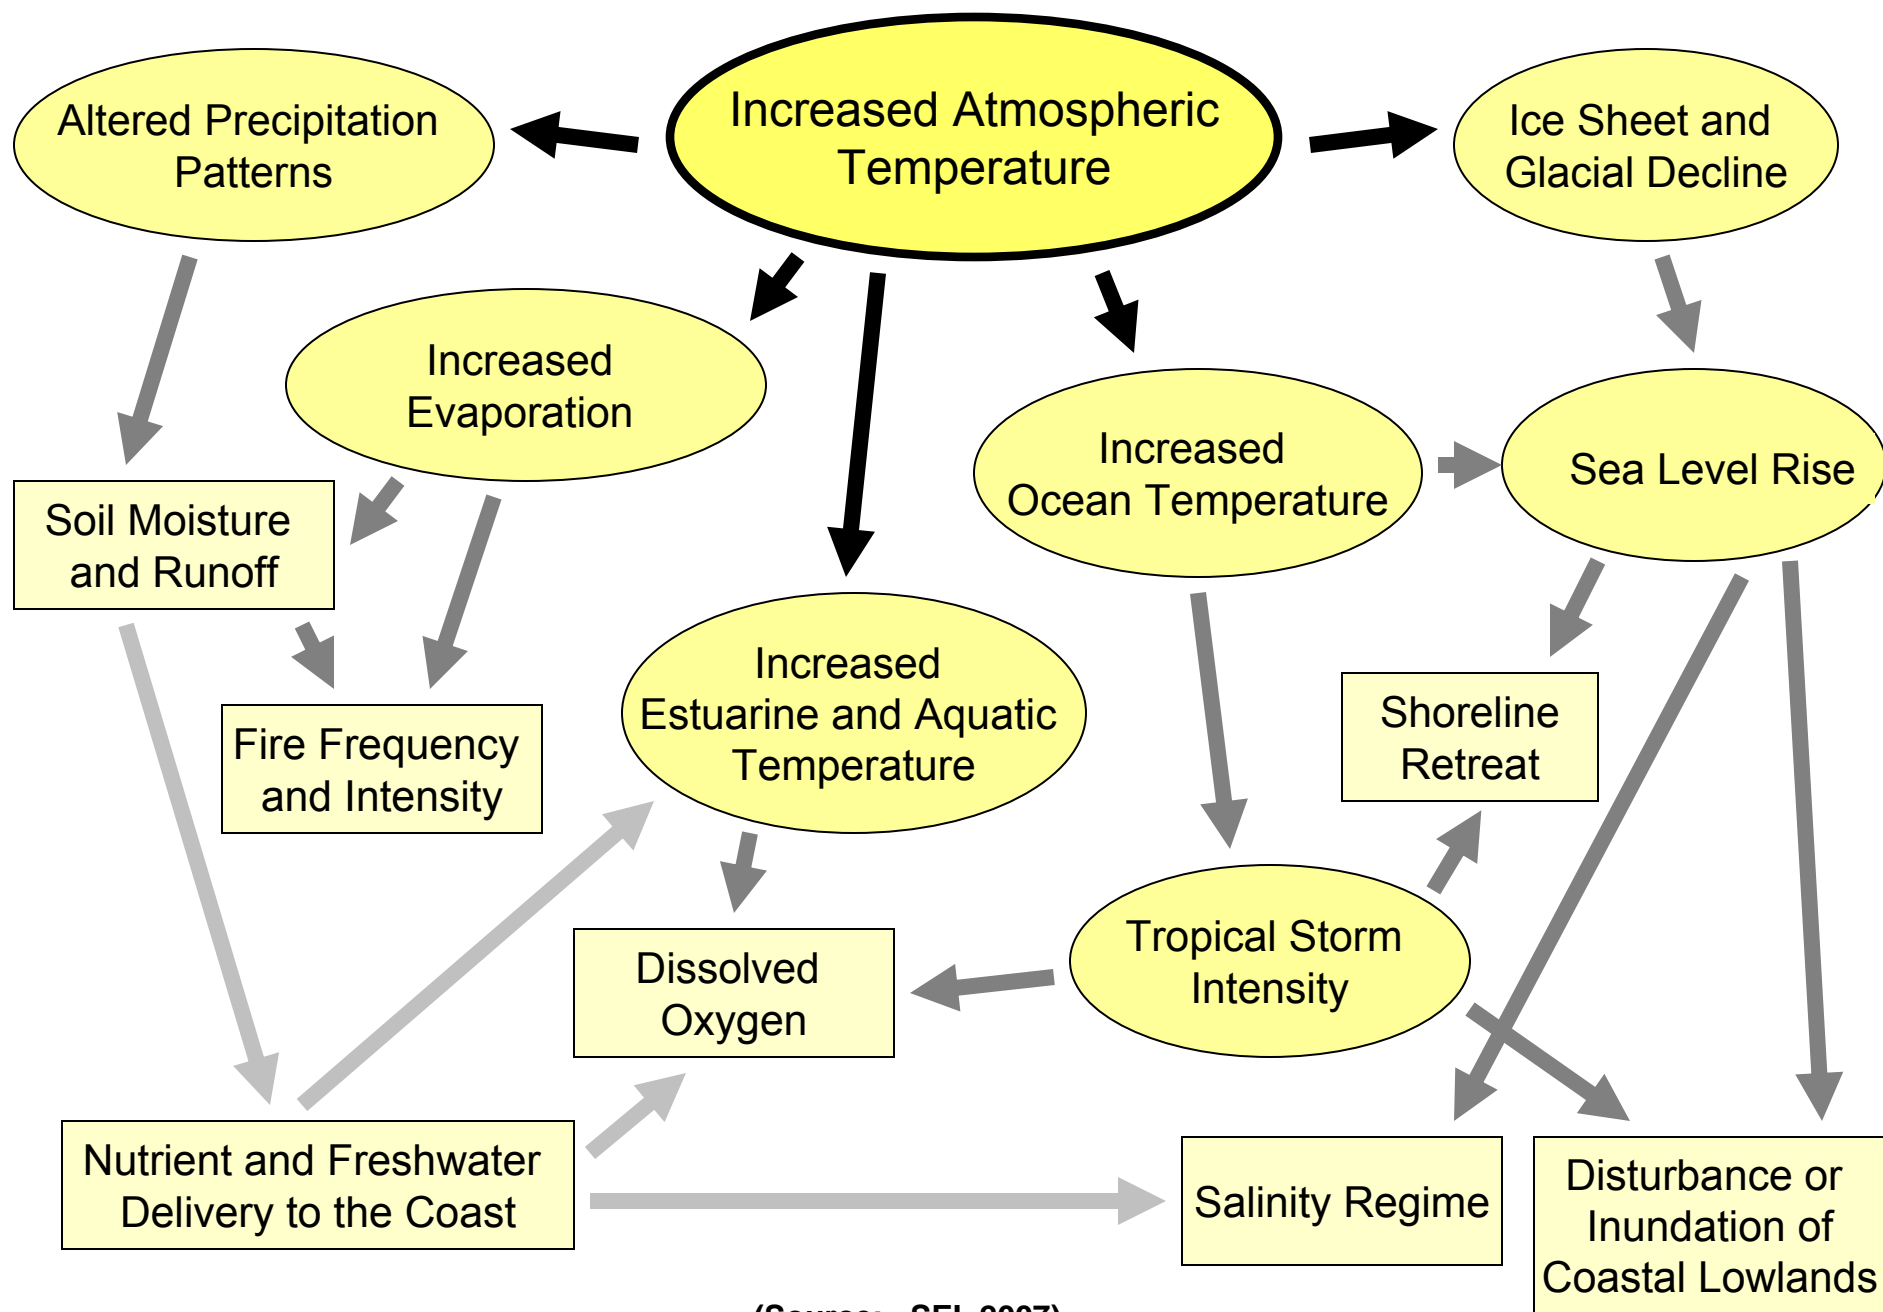 Increased Atmospheric
Temperature
Altered Precipitation
Patterns
Ice Sheet and
Glacial Decline
Increased
Evaporation
Increased
Ocean Temperature
Sea Level Rise
Soil Moisture
and Runoff
Increased
Estuarine and Aquatic
Temperature
Shoreline
Retreat
Fire Frequency
and Intensity
Tropical Storm
Intensity
Dissolved
Oxygen
Nutrient and Freshwater
Delivery to the Coast
Salinity Regime
Disturbance or
Inundation of
Coastal Lowlands
2007)